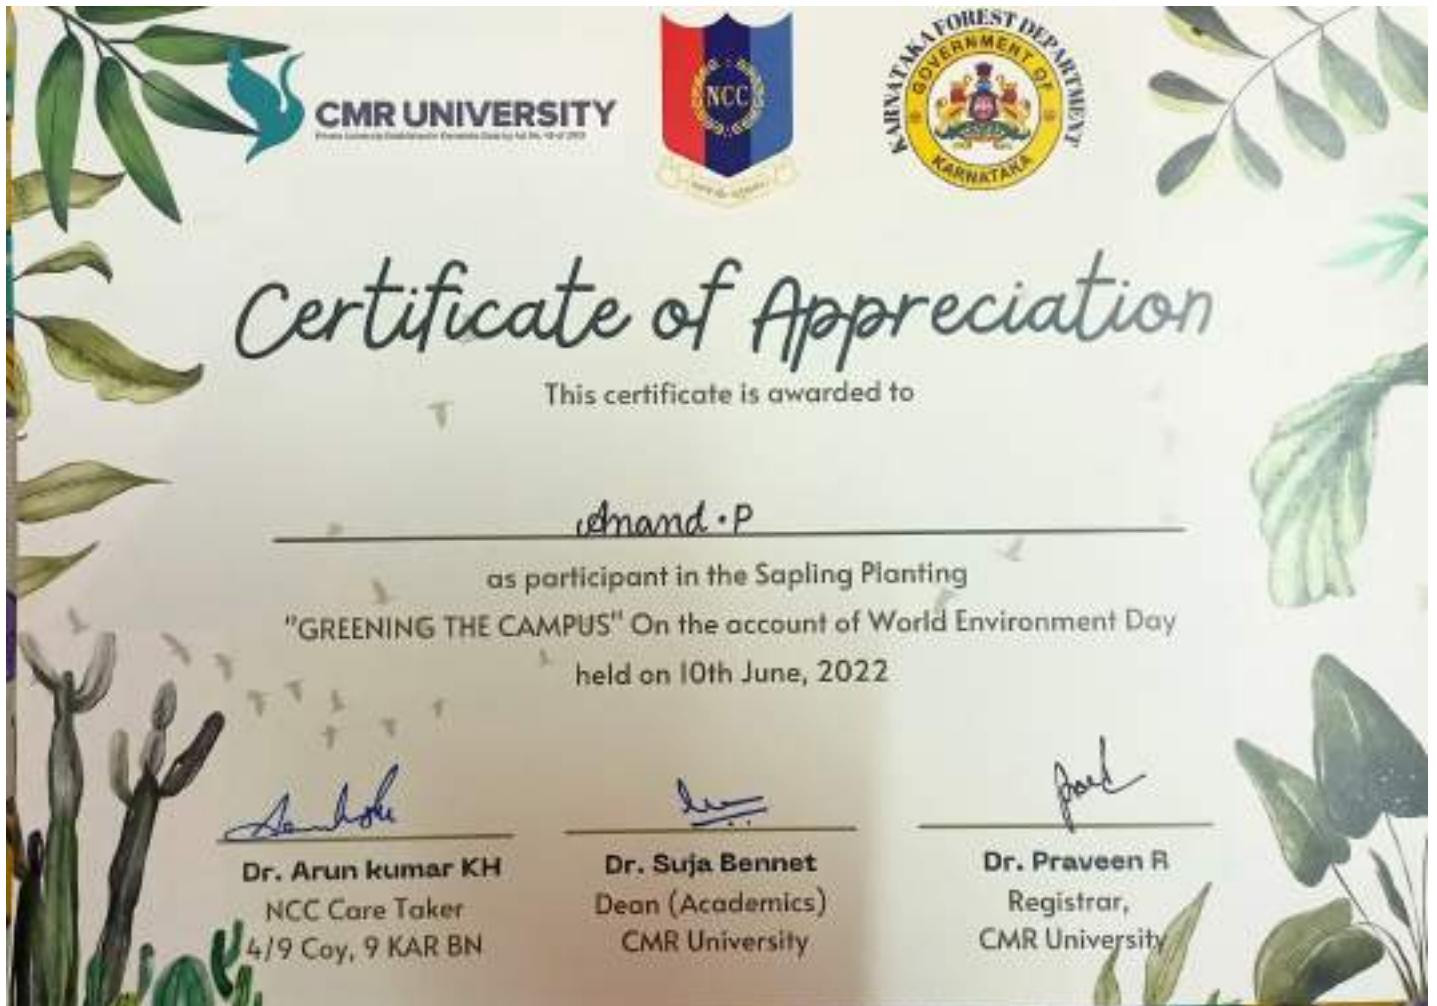 CMR UNIVERSITY
NCC
KARNATAKA FOREST DEPARTMENT
GOVERNMENT OF
KARNATAKA
Certificate of Appreciation
This certificate is awarded to
Anand . P
as participant in the Sapling Planting
"GREENING THE CAMPUS" On the account of World Environment Day
held on 10th June, 2022
Dr. Arun kumar KH
NCC Care Taker
4/9 Coy, 9 KAR BN
Dr. Suja Bennet
Dean (Academics)
CMR University
Dr. Praveen R
Registrar,
CMR University